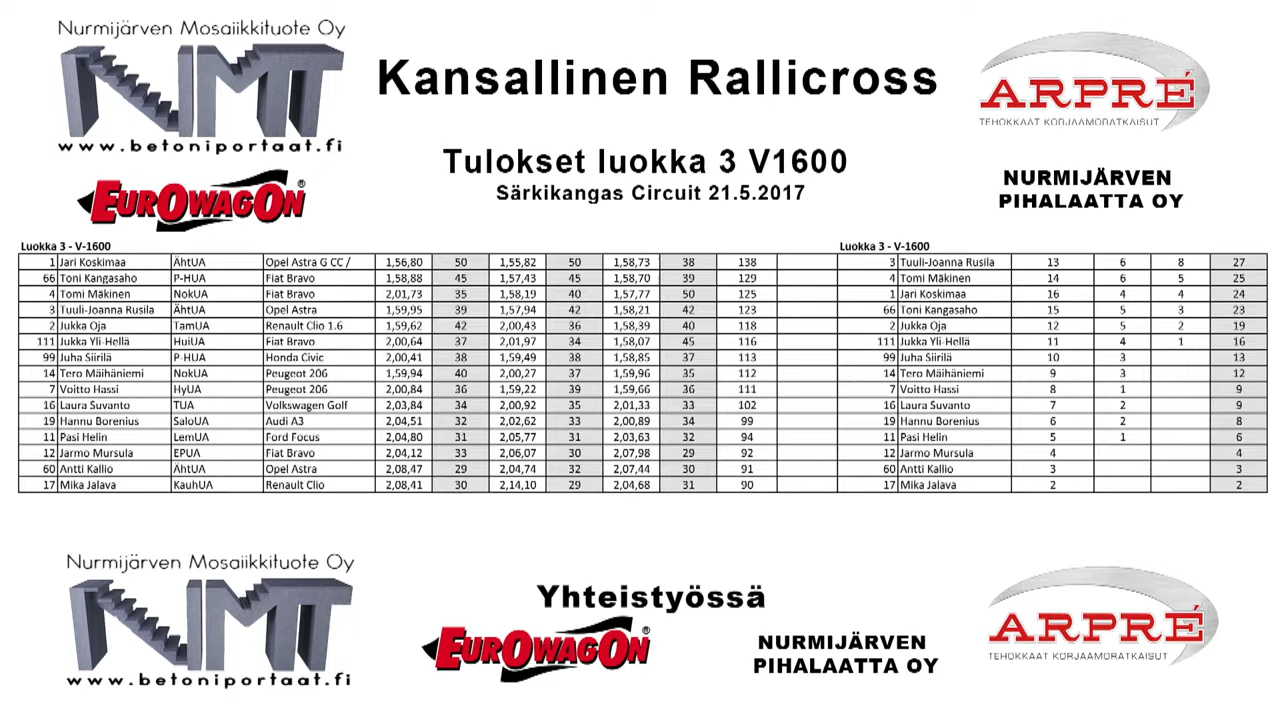 Nurmijärven Mosaiikkituote Oy
NMT
www.betoniportaat.fi
EUROWAGON®
Kansallinen Rallicross
Tulokset luokka 3 V1600
Särkikangas Circuit 21.5.2017
ARPRÉ
TEHOKKAAT KORJAAMORATKAISUT
NURMIJÄRVEN
PIHALAATTA OY
Luokka 3 - V-1600
1 Jari Koskimaa ÄhtUA Opel Astra G CC / 1,56,80 50 1,55,82 50 1,58,73 38 138
66 Toni Kangasaho P-HUA Fiat Bravo 1,58,88 45 1,57,43 45 1,58,70 39 129
4 Tomi Mäkinen NokUA Fiat Bravo 2,01,73 35 1,58,19 40 1,57,77 50 125
3 Tuuli-Joanna Rusila ÄhtUA Opel Astra 1,59,95 39 1,57,94 42 1,58,21 42 123
2 Jukka Oja TamUA Renault Clio 1.6 1,59,62 42 2,00,43 36 1,58,39 40 118
111 Jukka Yli-Hellä HuiUA Fiat Bravo 2,00,64 37 2,01,97 34 1,58,07 45 116
99 Juha Siirilä P-HUA Honda Civic 2,00,41 38 1,59,49 38 1,58,85 37 113
14 Tero Mäihäniemi NokUA Peugeot 206 1,59,94 40 2,00,27 37 1,59,96 35 112
7 Voitto Hassi HyUA Peugeot 206 2,00,84 36 1,59,22 39 1,59,66 36 111
16 Laura Suvanto TUA Volkswagen Golf 2,03,84 34 2,00,92 35 2,01,33 33 102
19 Hannu Borenius SaloUA Audi A3 2,04,51 32 2,02,62 33 2,00,89 34 99
11 Pasi Helin LemUA Ford Focus 2,04,80 31 2,05,77 31 2,03,63 32 94
12 Jarmo Mursula EPUA Fiat Bravo 2,04,12 33 2,06,07 30 2,07,98 29 92
60 Antti Kallio ÄhtUA Opel Astra 2,08,47 29 2,04,74 32 2,07,44 30 91
17 Mika Jalava KauhUA Renault Clio 2,08,41 30 2,14,10 29 2,04,68 31 90
Luokka 3 - V-1600
3 Tuuli-Joanna Rusila 13 6 8 27
4 Tomi Mäkinen 14 6 5 25
1 Jari Koskimaa 16 4 4 24
66 Toni Kangasaho 15 5 3 23
2 Jukka Oja 12 5 2 19
111 Jukka Yli-Hellä 11 4 1 16
99 Juha Siirilä 10 3 13
14 Tero Mäihäniemi 9 3 12
7 Voitto Hassi 8 1 9
16 Laura Suvanto 7 2 9
19 Hannu Borenius 6 2 8
11 Pasi Helin 5 1 6
12 Jarmo Mursula 4 4
60 Antti Kallio 3 3
17 Mika Jalava 2 2
Nurmijärven Mosaiikkituote Oy
NMT
www.betoniportaat.fi
Yhteistyössä
EUROWAGON®
NURMIJÄRVEN
PIHALAATTA OY
ARPRÉ
TEHOKKAAT KORJAAMORATKAISUT